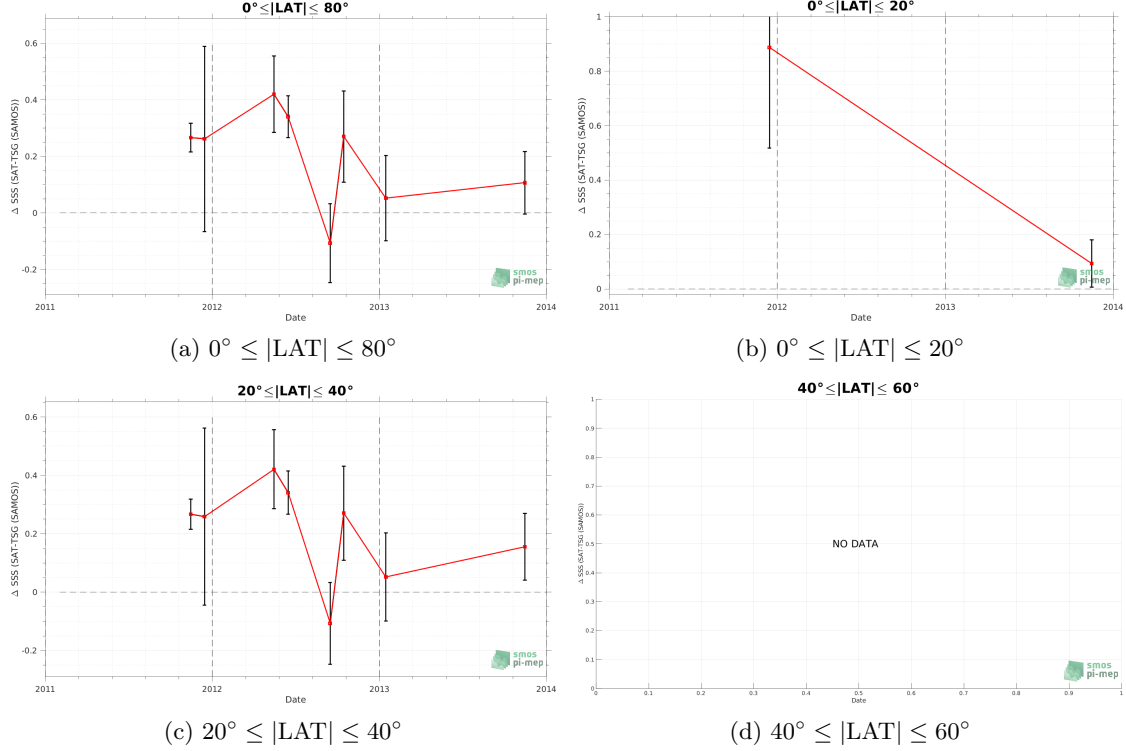 0°≤|LAT|≤ 80°
Δ SSS (SAT-TSG (SAMOS))
0.6
0.4
0.2
0
-0.2
2011
2012
2013
2014
Date
smos
pi-mep
(a) 0° ≤ |LAT| ≤ 80°
0°≤|LAT|≤ 20°
Δ SSS (SAT-TSG (SAMOS))
1
0.8
0.6
0.4
0.2
0
2011
2012
2013
2014
Date
smos
pi-mep
(b) 0° ≤ |LAT| ≤ 20°
20°≤|LAT|≤ 40°
Δ SSS (SAT-TSG (SAMOS))
0.6
0.4
0.2
0
-0.2
2011
2012
2013
2014
Date
smos
pi-mep
(c) 20° ≤ |LAT| ≤ 40°
40°≤|LAT|≤ 60°
Δ SSS (SAT-TSG (SAMOS))
1
0.9
0.8
0.7
0.6
0.5
0.4
0.3
0.2
0.1
0
NO DATA
0
0.1
0.2
0.3
0.4
0.5
0.6
0.7
0.8
0.9
1
Date
smos
pi-mep
(d) 40° ≤ |LAT| ≤ 60°